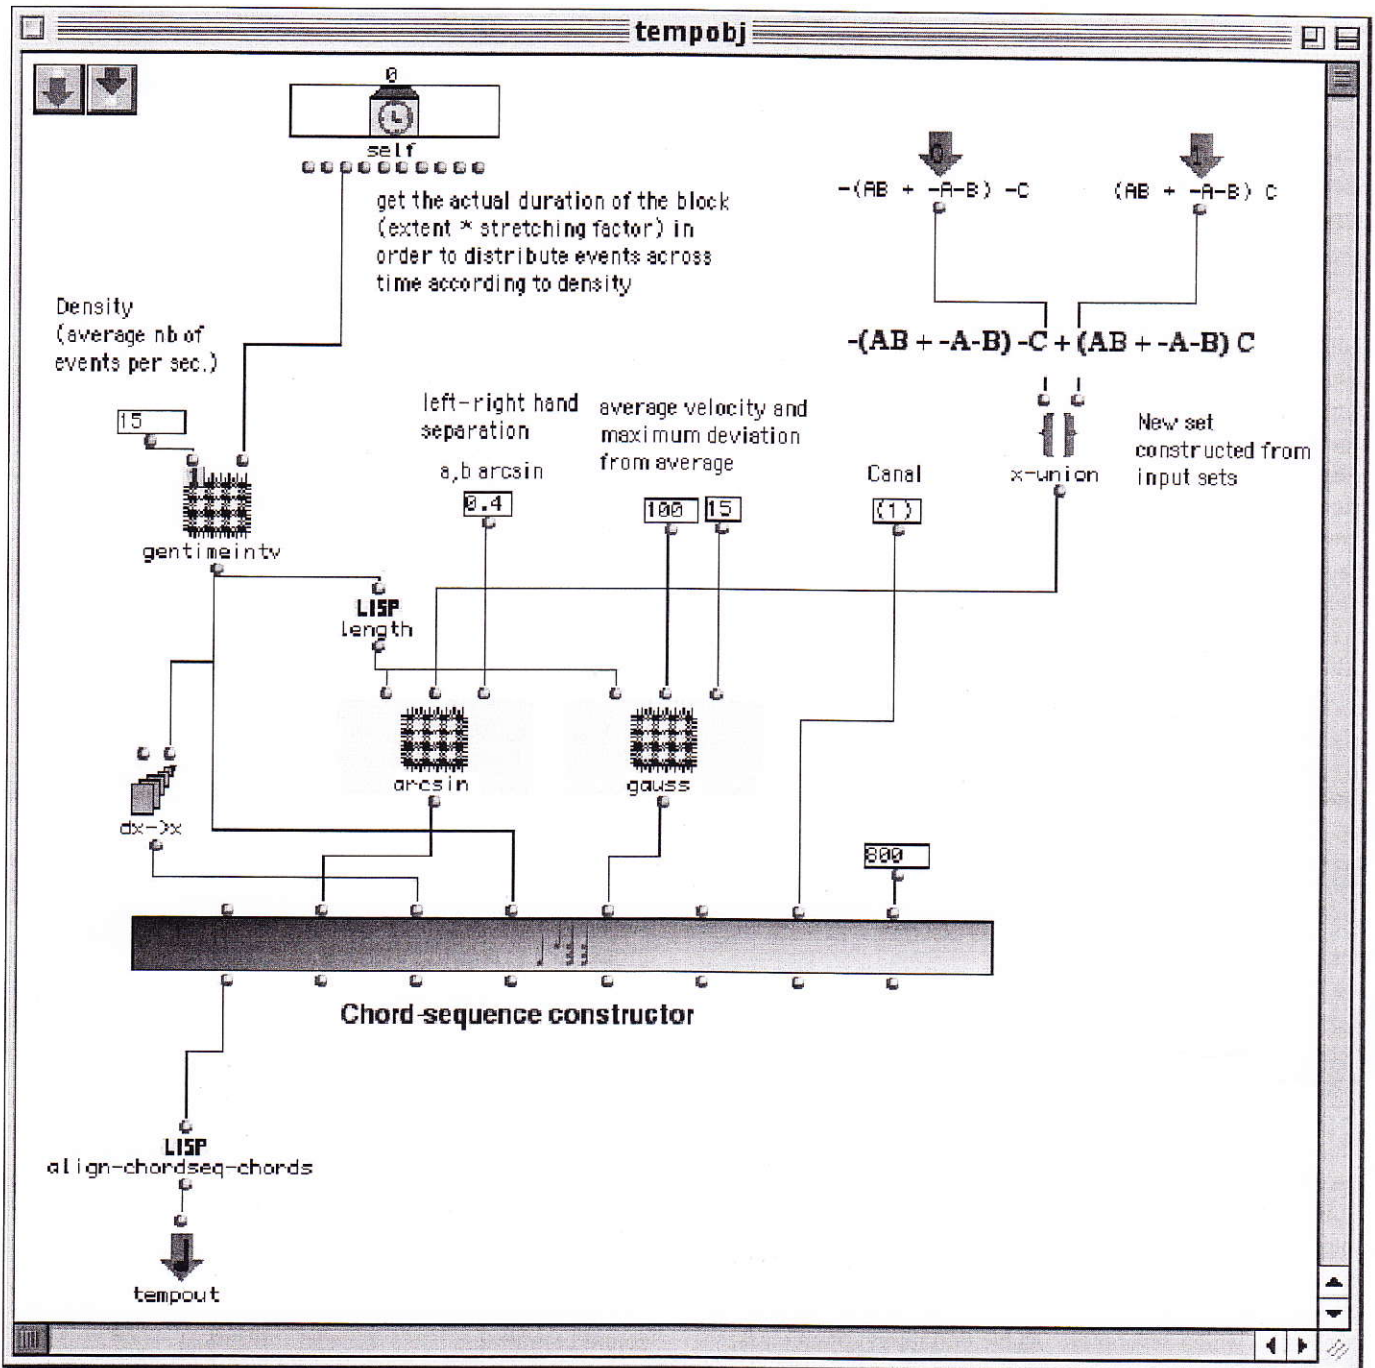 tempobj
0
self
get the actual duration of the block
(extent * stretching factor) in
order to distribute events across
time according to density
0
-(AB + -A-B) -C
1
(AB + -A-B) C
-(AB + -A-B) -C + (AB + -A-B) C
Density
(average nb of
events per sec.)
15
gentimeintv
left-right hand
separation
a,b arcsin
0.4
average velocity and
maximum deviation
from average
100
15
Canal
(1)
x-union
New set
constructed from
input sets
LISP
length
arcsin
gauss
dx->x
800
Chord-sequence constructor
LISP
align-chordseq-chords
tempout